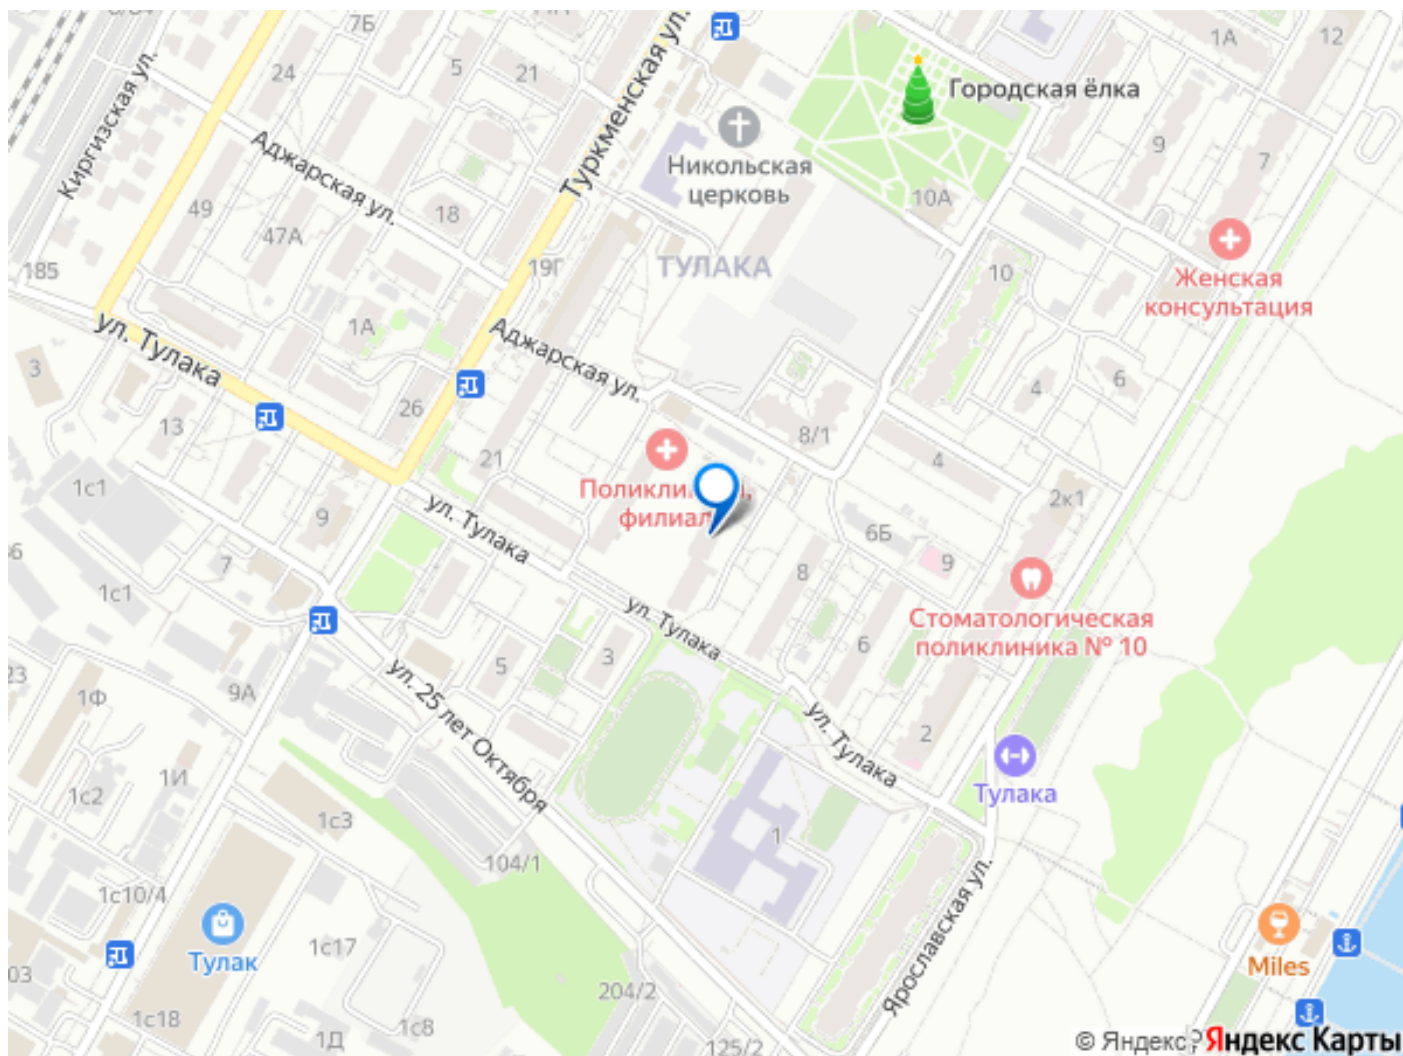 7Б
24
5
21
Туркменская ул.
1А
12
Киргизская ул.
Городская ёлка
Аджарская ул.
Никольская
церковь
9
7
49
47А
18
10А
185
19Г
ТУЛАКА
10
Женская
консультация
ул. Тулака
1А
Аджарская ул.
3
4
6
26
13
8/1
21
4
1с1
2к1
филиал
9
ул. Тулака
6Б
7
8
9
1с1
ул. Тулака
Стоматологическая
поликлиника № 10
3
6
5
23
9А
1Ф
ул. 25 лет Октября
ул. Тулака
2
1И
Тулака
1с2
1с3
1
104/1
1с10/4
Ярославская ул.
1с17
Тулак
Miles
204/2
1с18
1Д
1с8
125/2
© Яндекс
Яндекс Карты